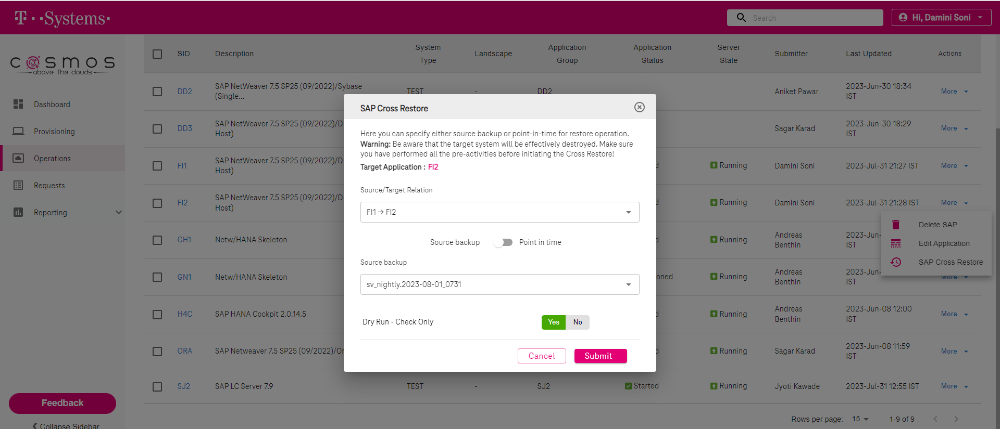 T · · Systems ·
Search
Hi, Damini Soni
cosmos
above the clouds
Dashboard
Provisioning
Operations
Requests
Reporting
Feedback
Collapse Sidebar
SID Description System Type Landscape Application Group Application Status Server State Submitter Last Updated Actions
DD2 SAP NetWeaver 7.5 SP25 (09/2022)/Sybase (Single... TEST - DD2 Aniket Pawar 2023-Jun-30 18:34 IST More
DD3 SAP NetWeaver 7.5 SP25 (09/2022)/D Host) Sagar Karad 2023-Jun-30 18:29 IST More
FI1 SAP NetWeaver 7.5 SP25 (09/2022)/D Host) d Running Damini Soni 2023-Jul-31 21:27 IST More
FI2 SAP NetWeaver 7.5 SP25 (09/2022)/D Host) d Running Damini Soni 2023-Jul-31 21:28 IST More
GH1 Netw/HANA Skeleton d Running Andreas Benthin 2023-Jun- IST
GN1 Netw/HANA Skeleton oned Running Andreas Benthin 2023-Jun- IST More
H4C SAP HANA Cockpit 2.0.14.5 d Running Andreas Benthin 2023-Jun-08 12:00 IST More
ORA SAP Netweaver 7.5 SP25 (09/2022)/Or d Running Sagar Karad 2023-Jun-08 11:59 IST More
SJ2 SAP LC Server 7.9 TEST - SJ2 Started Running Jyoti Kawade 2023-Jul-31 12:55 IST More
Rows per page: 15 1-9 of 9
Delete SAP
Edit Application
SAP Cross Restore
SAP Cross Restore
Here you can specify either source backup or point-in-time for restore operation.
Warning: Be aware that the target system will be effectively destroyed. Make sure
you have performed all the pre-activities before initiating the Cross Restore!
Target Application : FI2
Source/Target Relation
FI1 → FI2
Source backup Point in time
Source backup
sv_nightly.2023-08-01_0731
Dry Run - Check Only Yes No
Cancel Submit